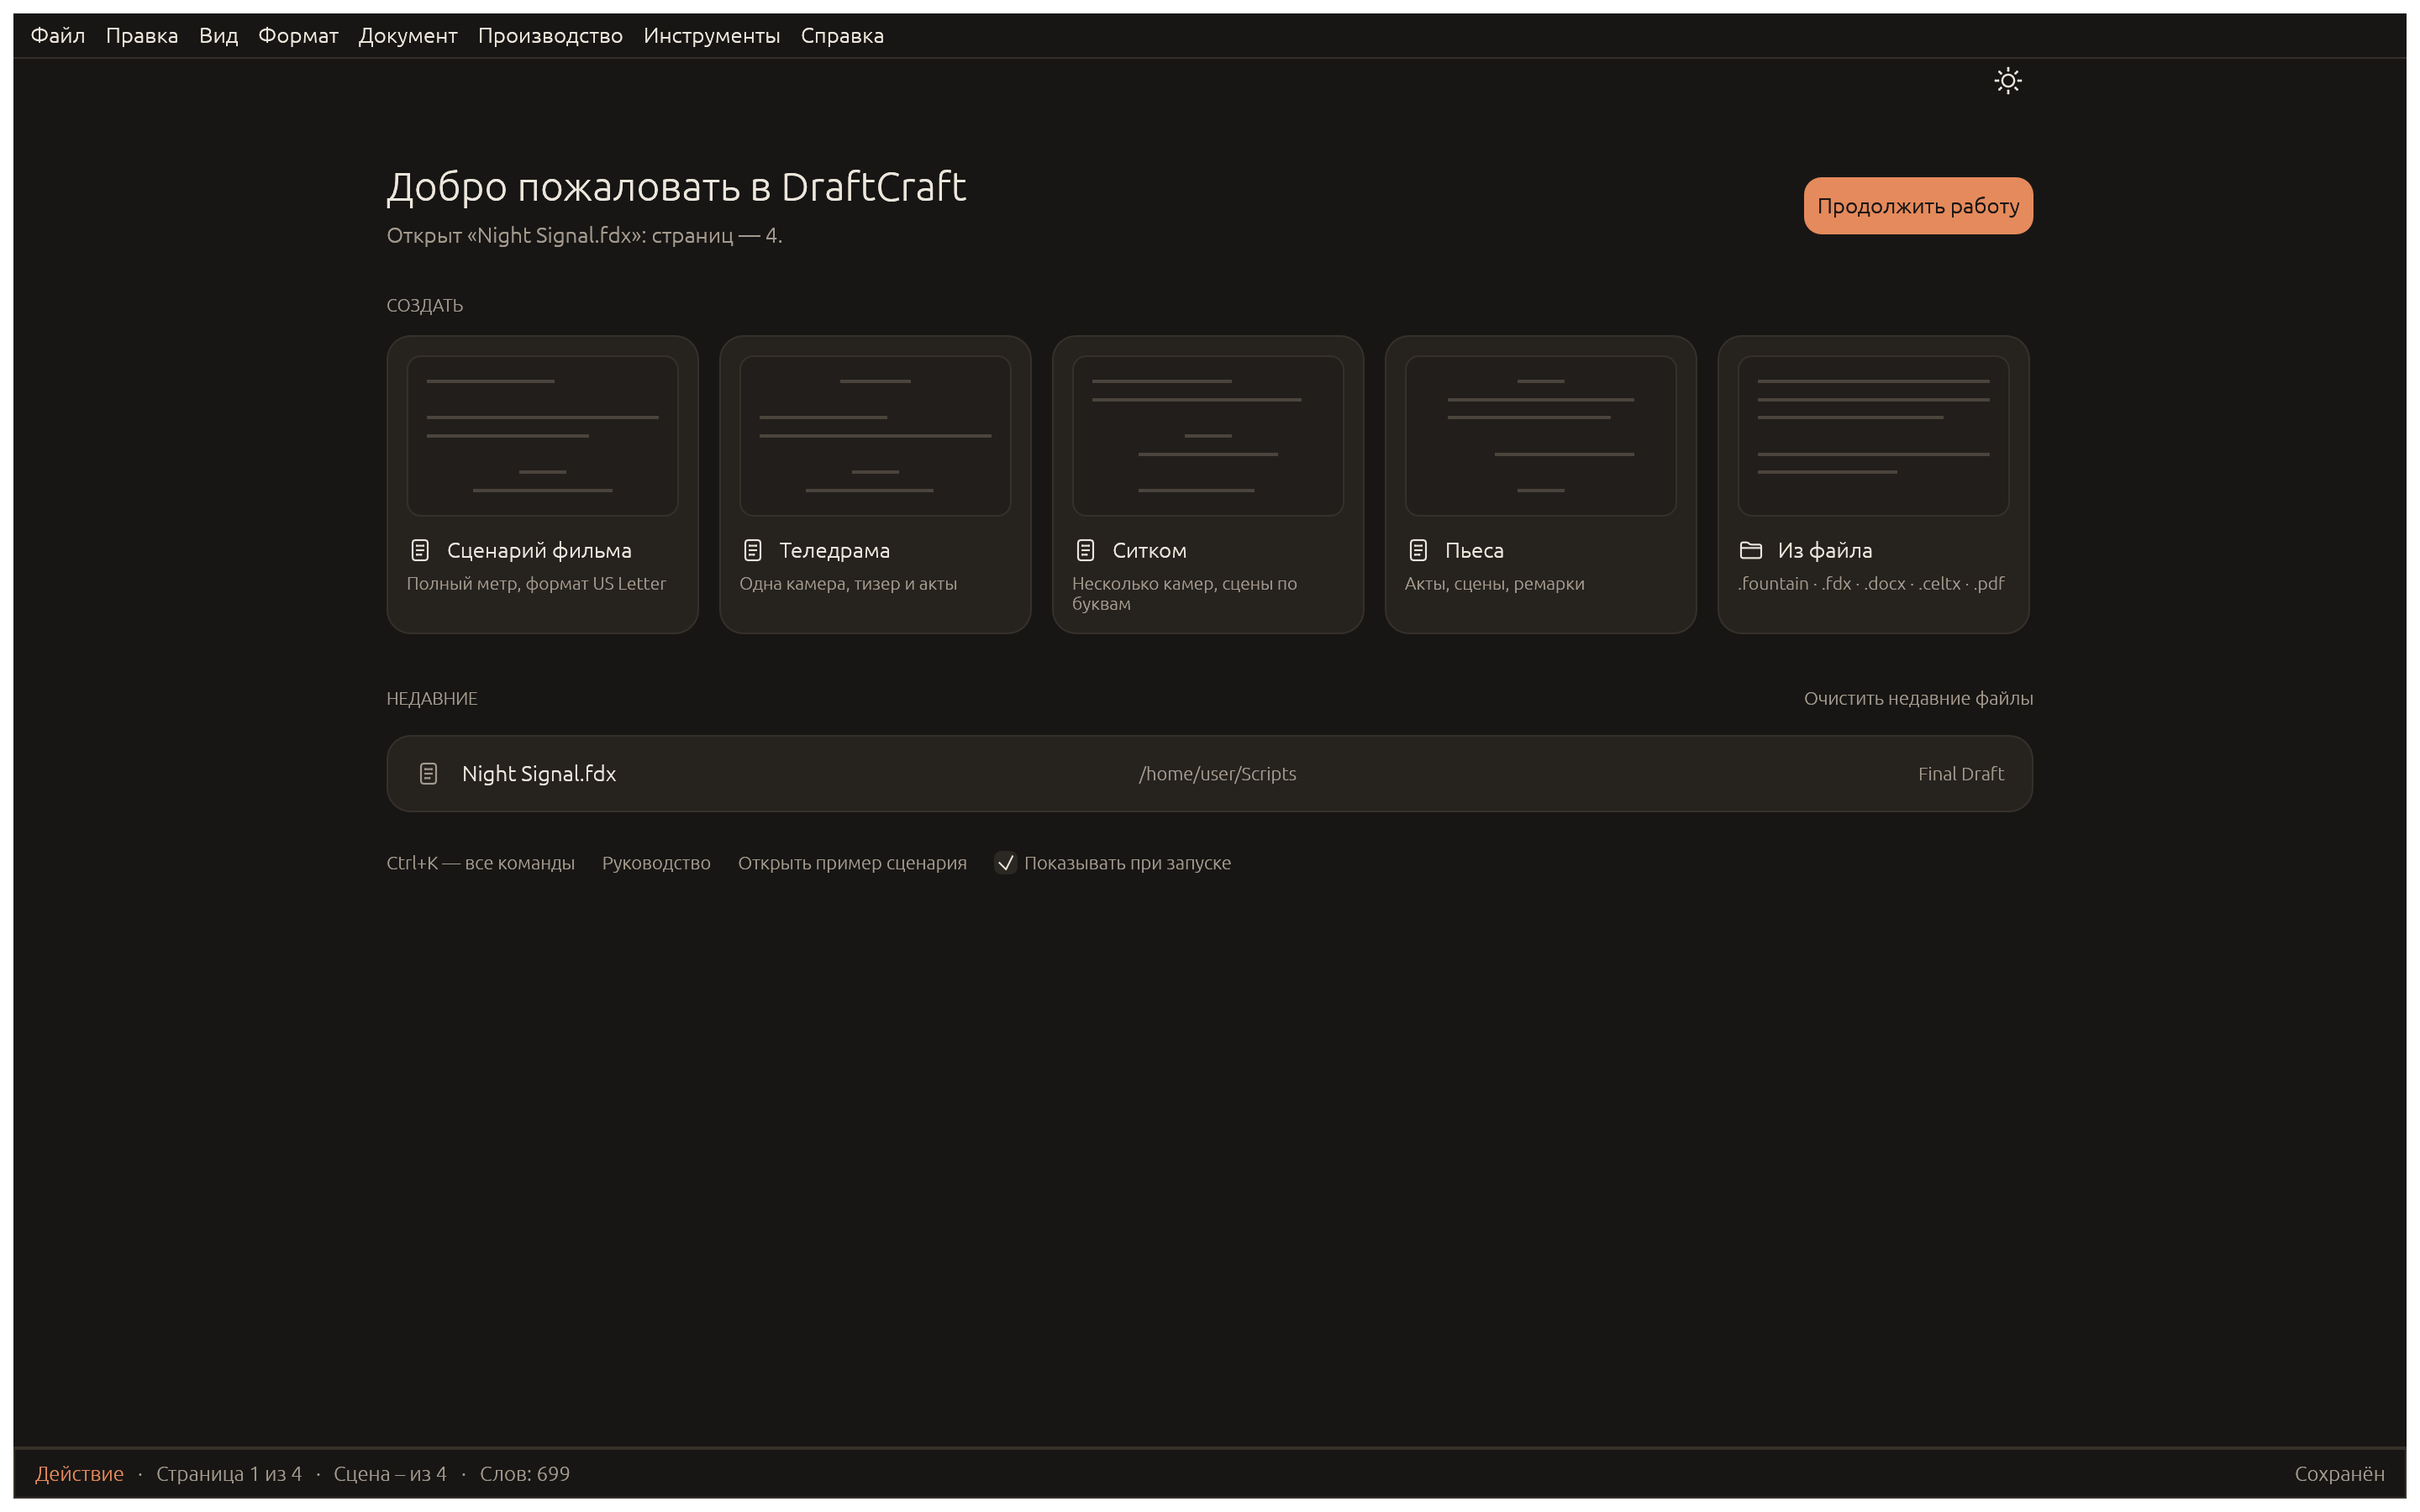 Файл Правка Вид Формат Документ Производство Инструменты Справка
Добро пожаловать в DraftCraft
Открыт «Night Signal.fdx»: страниц — 4.
Продолжить работу
СОЗДАТЬ
Сценарий фильма
Полный метр, формат US Letter
Теледрама
Одна камера, тизер и акты
Ситком
Несколько камер, сцены по
буквам
Пьеса
Акты, сцены, ремарки
Из файла
.fountain · .fdx · .docx · .celtx · .pdf
НЕДАВНИЕ
Очистить недавние файлы
Night Signal.fdx /home/user/Scripts Final Draft
Ctrl+K — все команды Руководство Открыть пример сценария Показывать при запуске
Действие · Страница 1 из 4 · Сцена – из 4 · Слов: 699 Сохранён